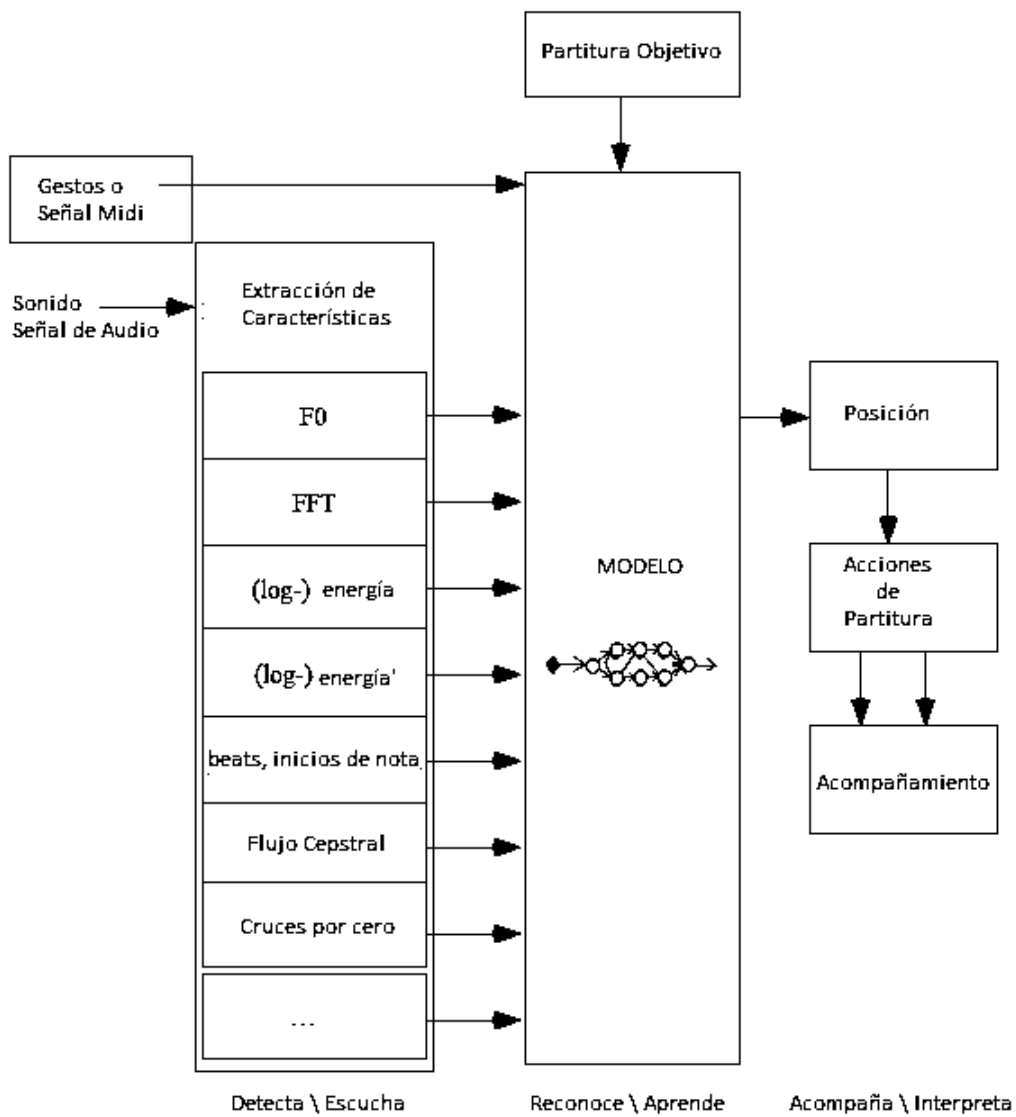 Partitura Objetivo
Gestos o
Señal Midi
Sonido
Señal de Audio
Extracción de
Características
F0
FFT
(log-) energía
(log-) energía'
beats, inicios de nota
Flujo Cepstral
Cruces por cero
...
MODELO
Posición
Acciones
de
Partitura
Acompañamiento
Detecta \ Escucha
Reconoce \ Aprende
Acompaña \ Interpreta